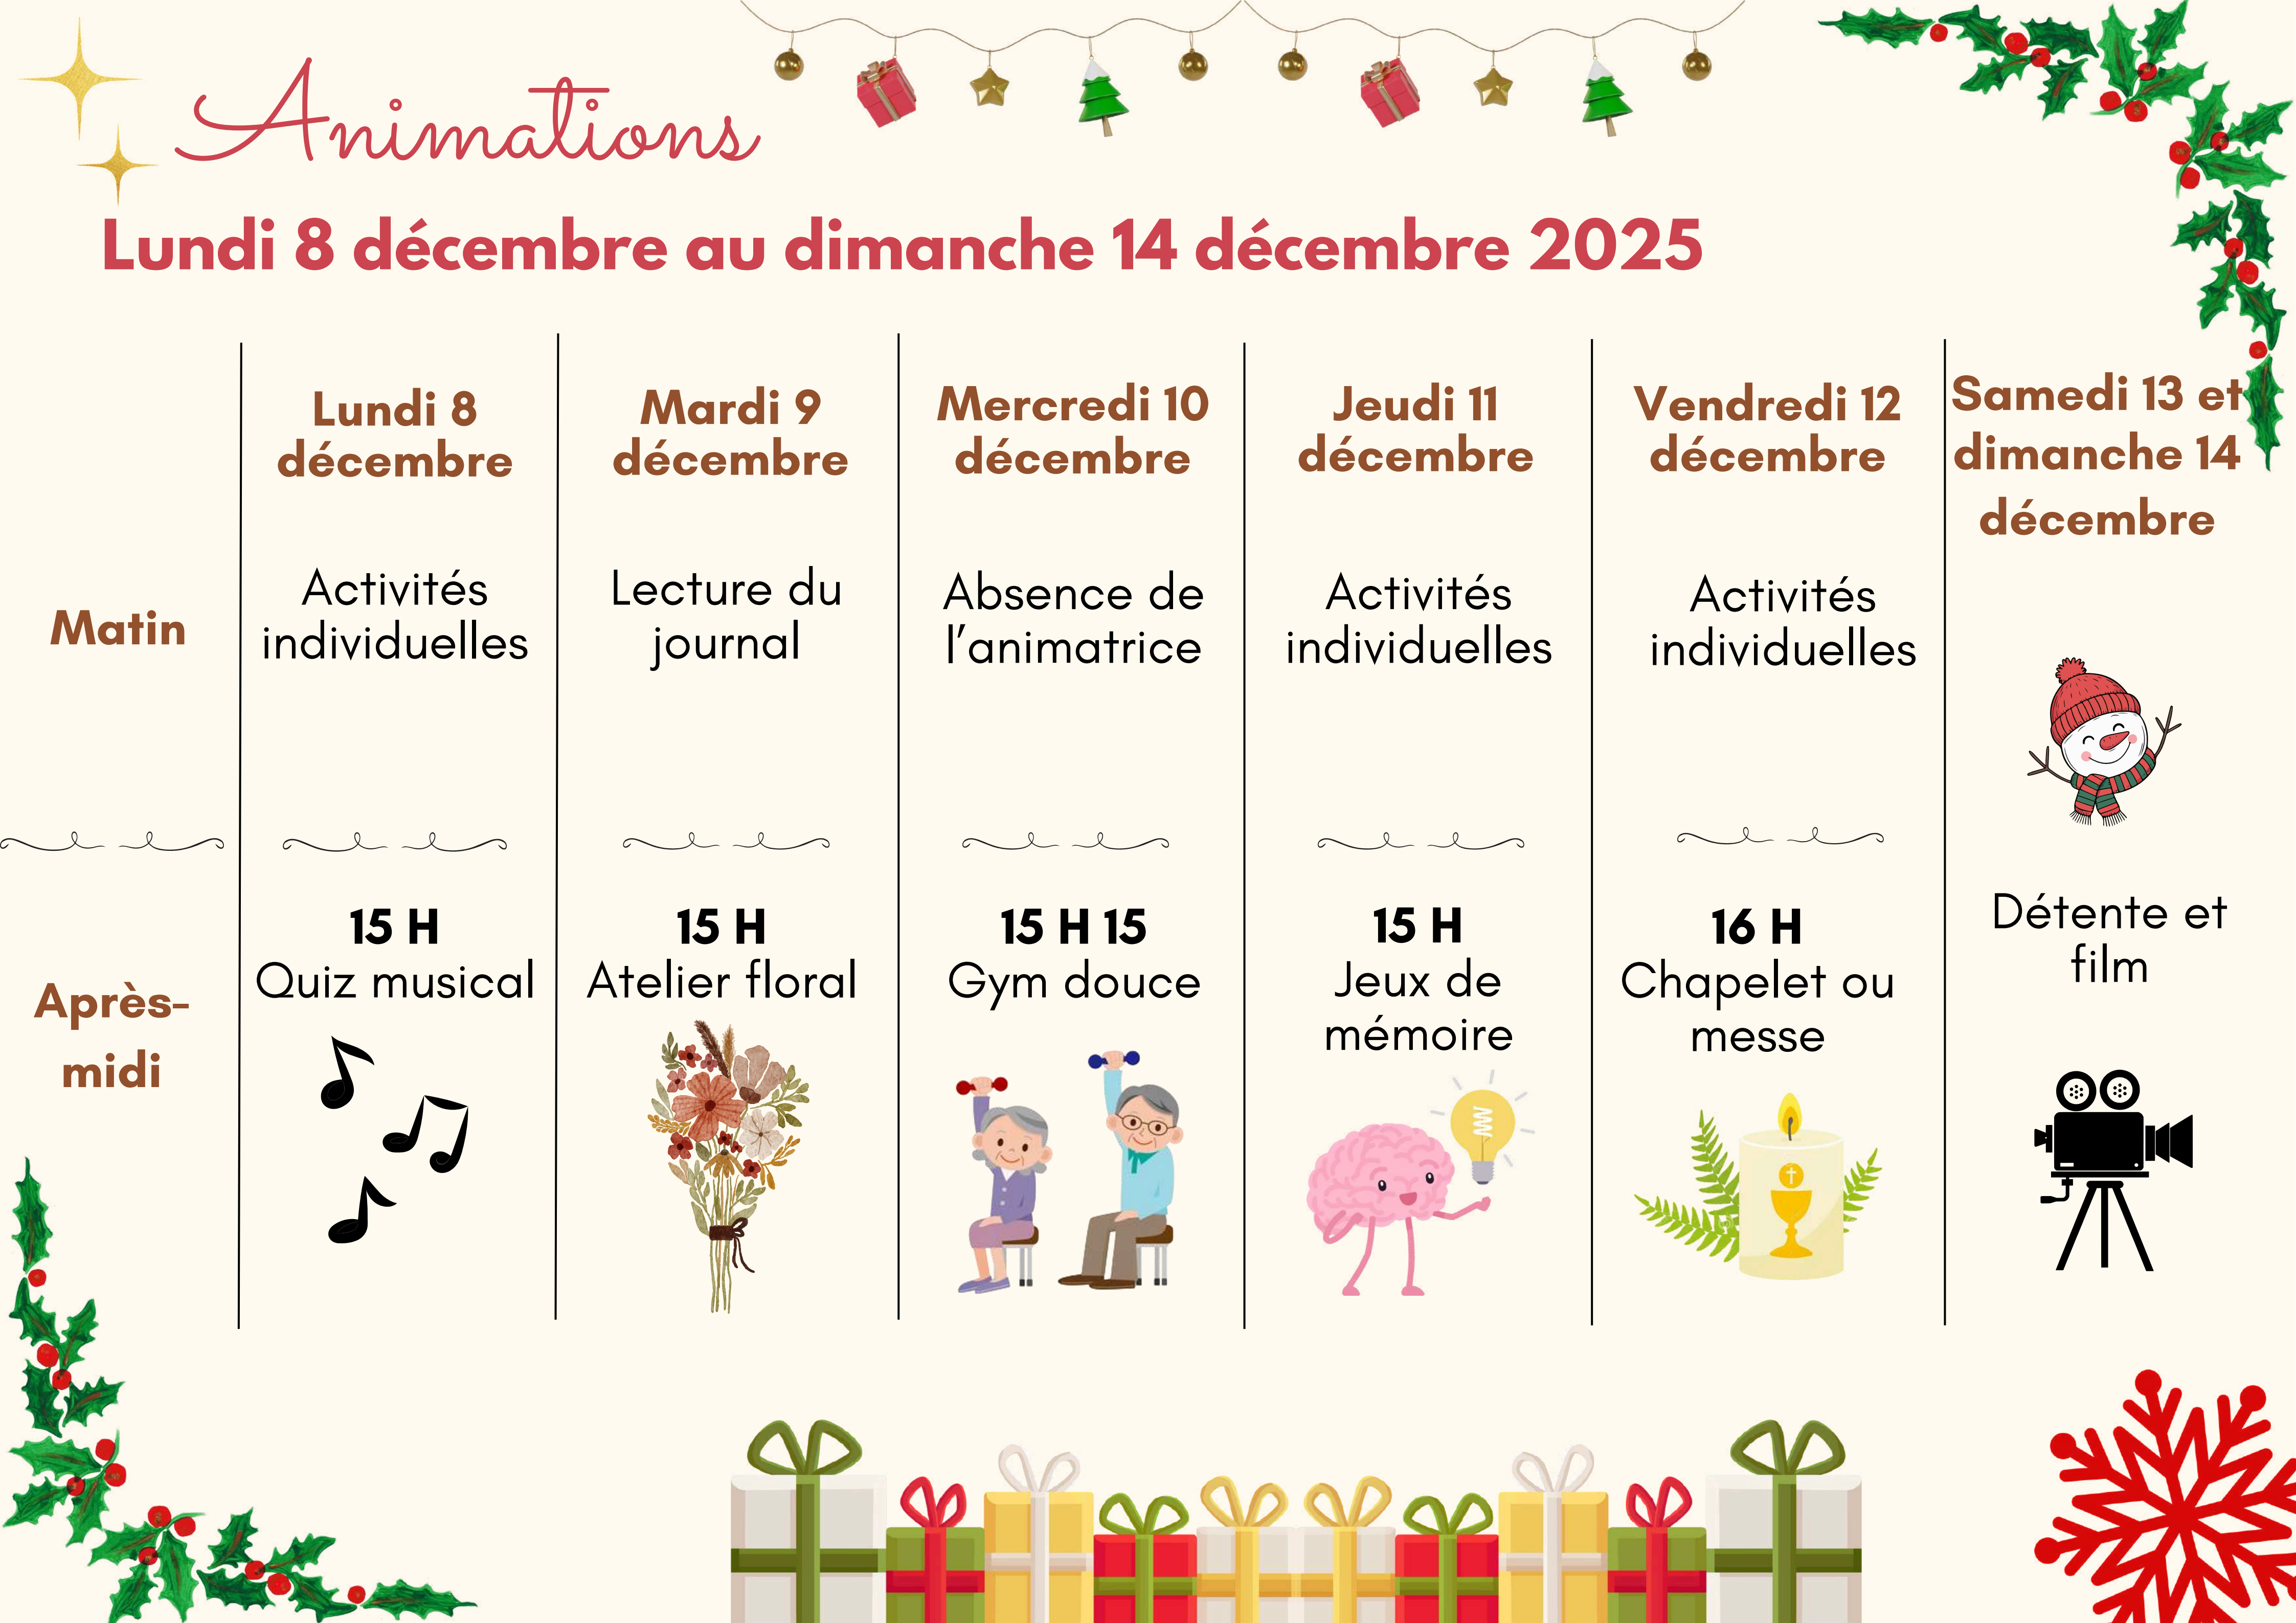 Animations
Lundi 8 décembre au dimanche 14 décembre 2025
Lundi 8
décembre
Mardi 9
décembre
Mercredi 10
décembre
Jeudi 11
décembre
Vendredi 12
décembre
Samedi 13 et
dimanche 14
décembre
Matin
Activités
individuelles
Lecture du
journal
Absence de
l'animatrice
Activités
individuelles
Activités
individuelles
Après-
midi
15 H
Quiz musical
15 H
Atelier floral
15 H 15
Gym douce
15 H
Jeux de
mémoire
16 H
Chapelet ou
messe
Détente et
film